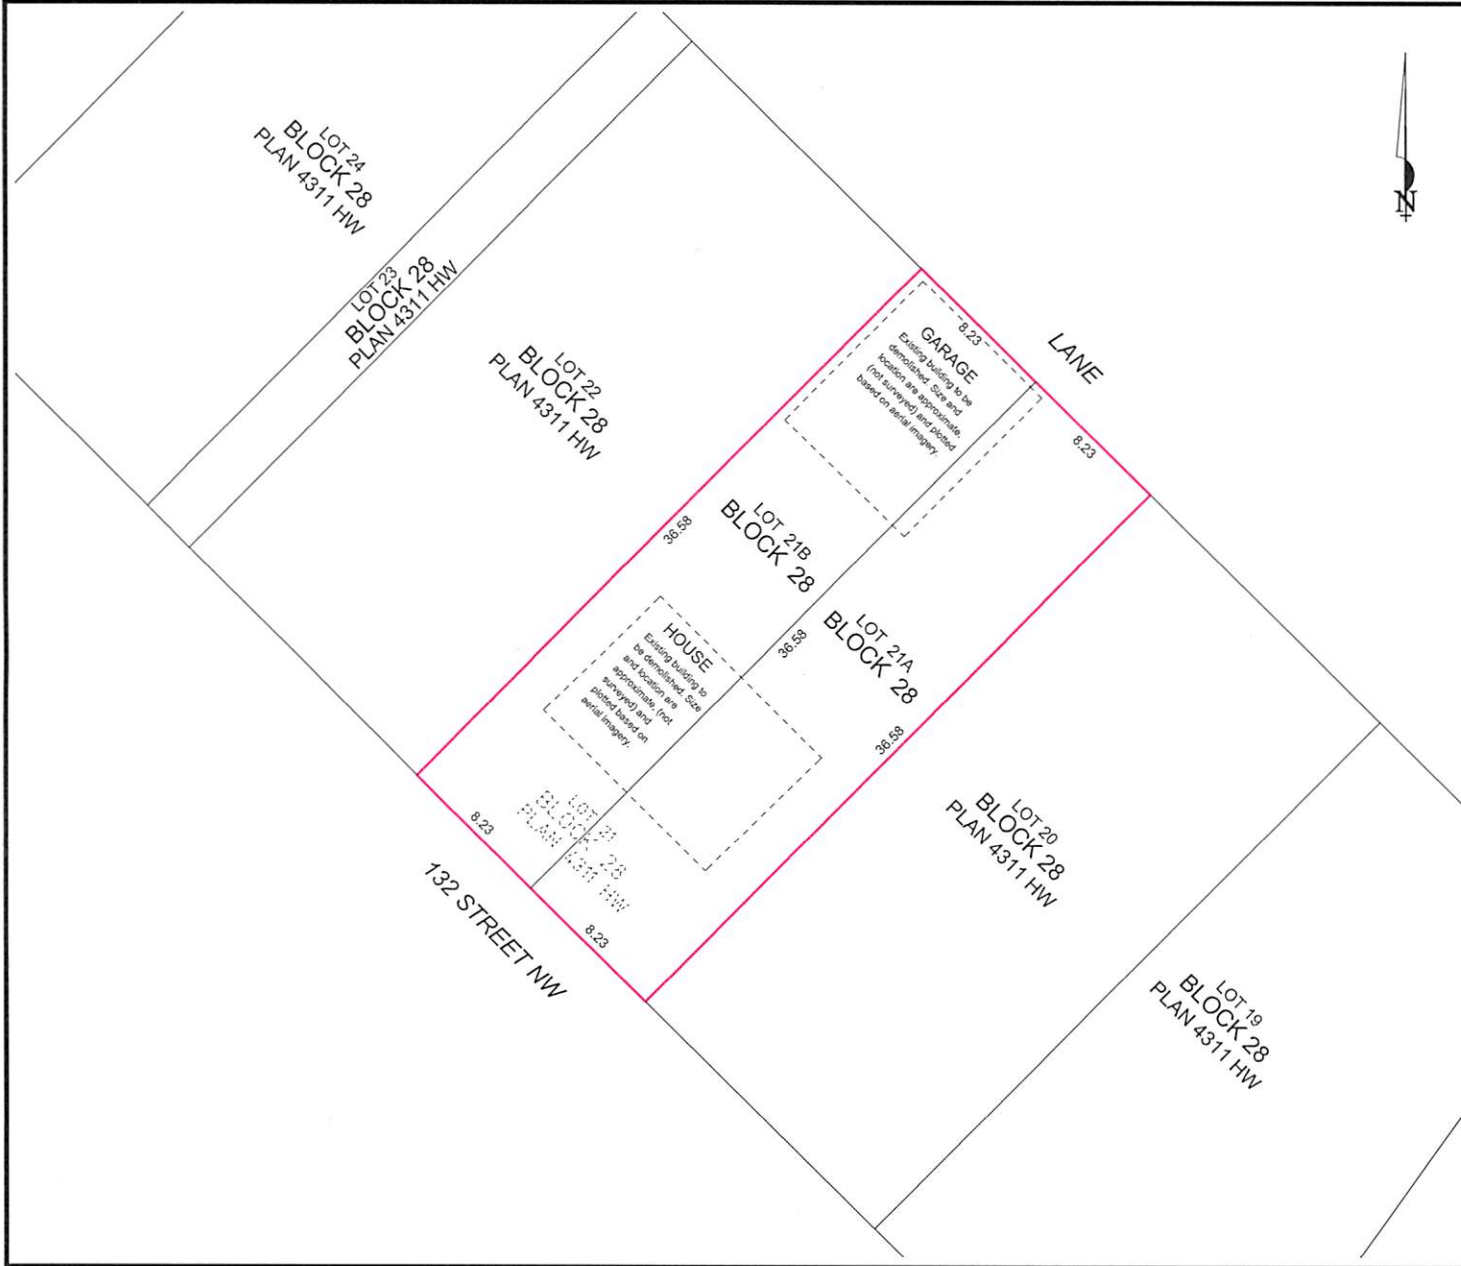 LOT 24
BLOCK 28
PLAN 4311 HW
N
LOT 23
BLOCK 28
PLAN 4311 HW
LOT 22
BLOCK 28
PLAN 4311 HW
8.23
GARAGE
Existing building to be
demolished. Size and
location are approximate,
(not surveyed) and plotted
based on aerial imagery.
LANE
8.23
36.58
LOT 21B
BLOCK 28
36.58
LOT 21A
BLOCK 28
36.58
HOUSE
Existing building to
be demolished. Size
and location are
approximate, (not
surveyed) and
plotted based on
aerial imagery.
LOT 21
BLOCK 28
PLAN 4311 HW
8.23
8.23
132 STREET NW
LOT 20
BLOCK 28
PLAN 4311 HW
LOT 19
BLOCK 28
PLAN 4311 HW